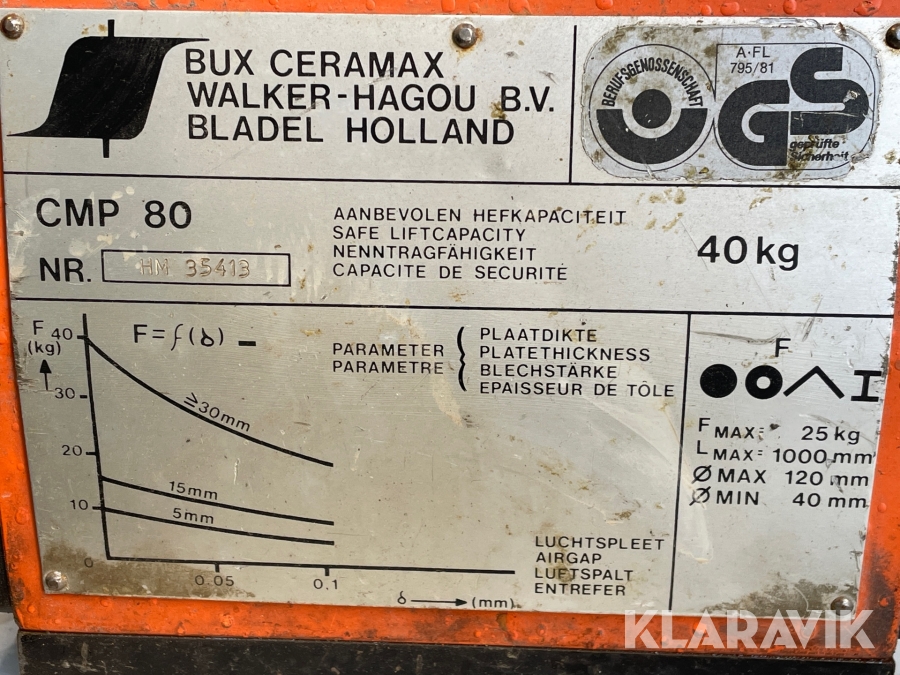 BUX CERAMAX
WALKER-HAGOU B.V.
BLADEL HOLLAND
BERUFSGENOSSENSCHAFT
A·FL
795/81
GS
geprüfte
Sicherheit
CMP 80
NR. HM 35413
AANBEVOLEN HEFKAPACITEIT
SAFE LIFTCAPACITY
NENNTRAGFÄHIGKEIT
CAPACITE DE SECURITE
40 kg
F
(kg)
40
30
20
10
0
0.05
0,1
F = f(δ)
≥30mm
15mm
5mm
PARAMETER
PARAMETRE
PLAATDIKTE
PLATETHICKNESS
BLECHSTÄRKE
EPAISSEUR DE TÔLE
LUCHTSPLEET
AIRGAP
LUFTSPALT
ENTREFER
δ → (mm)
F
F MAX= 25 kg
L MAX= 1000 mm
Ø MAX 120 mm
Ø MIN 40 mm
KLARAVIK